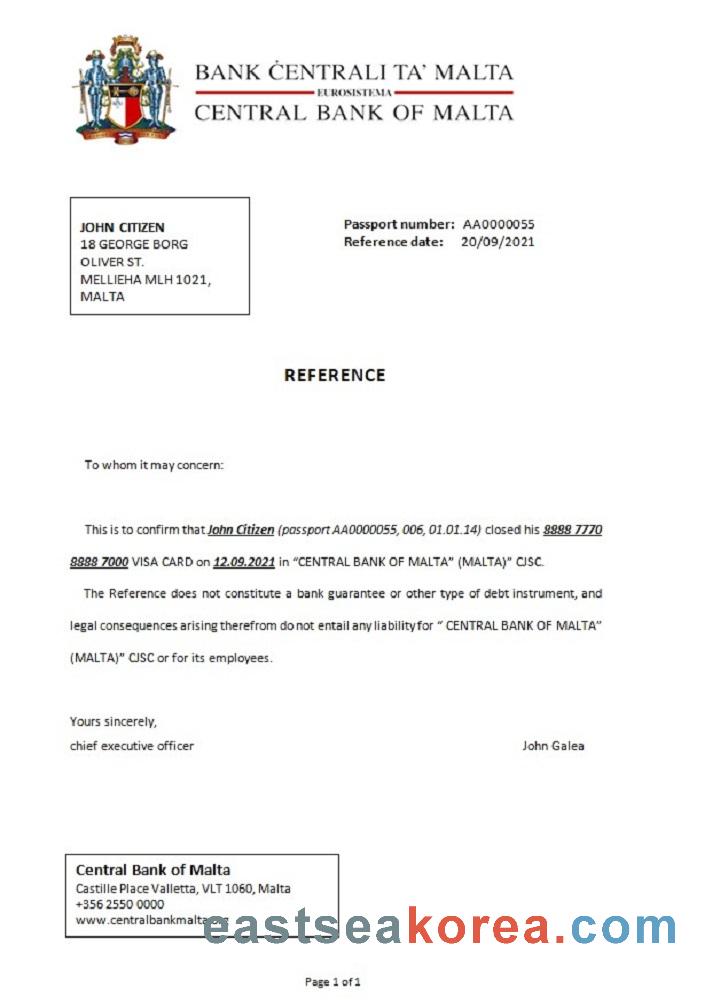 BANK ĊENTRALI TA' MALTA
EUROSISTEMA
CENTRAL BANK OF MALTA
JOHN CITIZEN
18 GEORGE BORG
OLIVER ST.
MELLIEHA MLH 1021,
MALTA
Passport number: AA0000055
Reference date: 20/09/2021
REFERENCE
To whom it may concern:
This is to confirm that John Citizen (passport AA0000055, 006, 01.01.14) closed his 8888 7770
8888 7000 VISA CARD on 12.09.2021 in “CENTRAL BANK OF MALTA” (MALTA)” CJSC.
The Reference does not constitute a bank guarantee or other type of debt instrument, and
legal consequences arising therefrom do not entail any liability for “ CENTRAL BANK OF MALTA”
(MALTA)” CJSC or for its employees.
Yours sincerely,
chief executive officer
John Galea
Central Bank of Malta
Castille Place Valletta, VLT 1060, Malta
+356 2550 0000
www.centralbankmalta.org
eastseakorea.com
Page 1 of 1